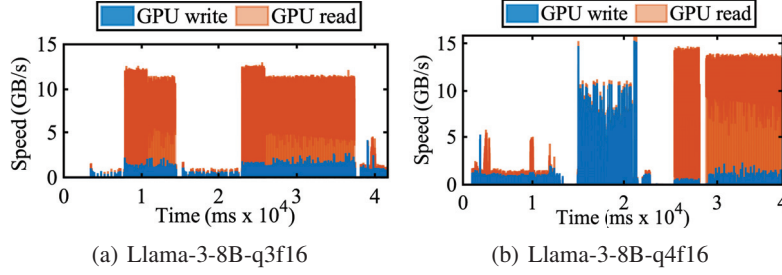 GPU write GPU read
15
10
5
0
Speed (GB/s)
0 1 2 3 4
Time (ms x 10⁴)
(a) Llama-3-8B-q3f16
GPU write GPU read
15
10
5
0
Speed (GB/s)
0 1 2 3 4
Time (ms x 10⁴)
(b) Llama-3-8B-q4f16